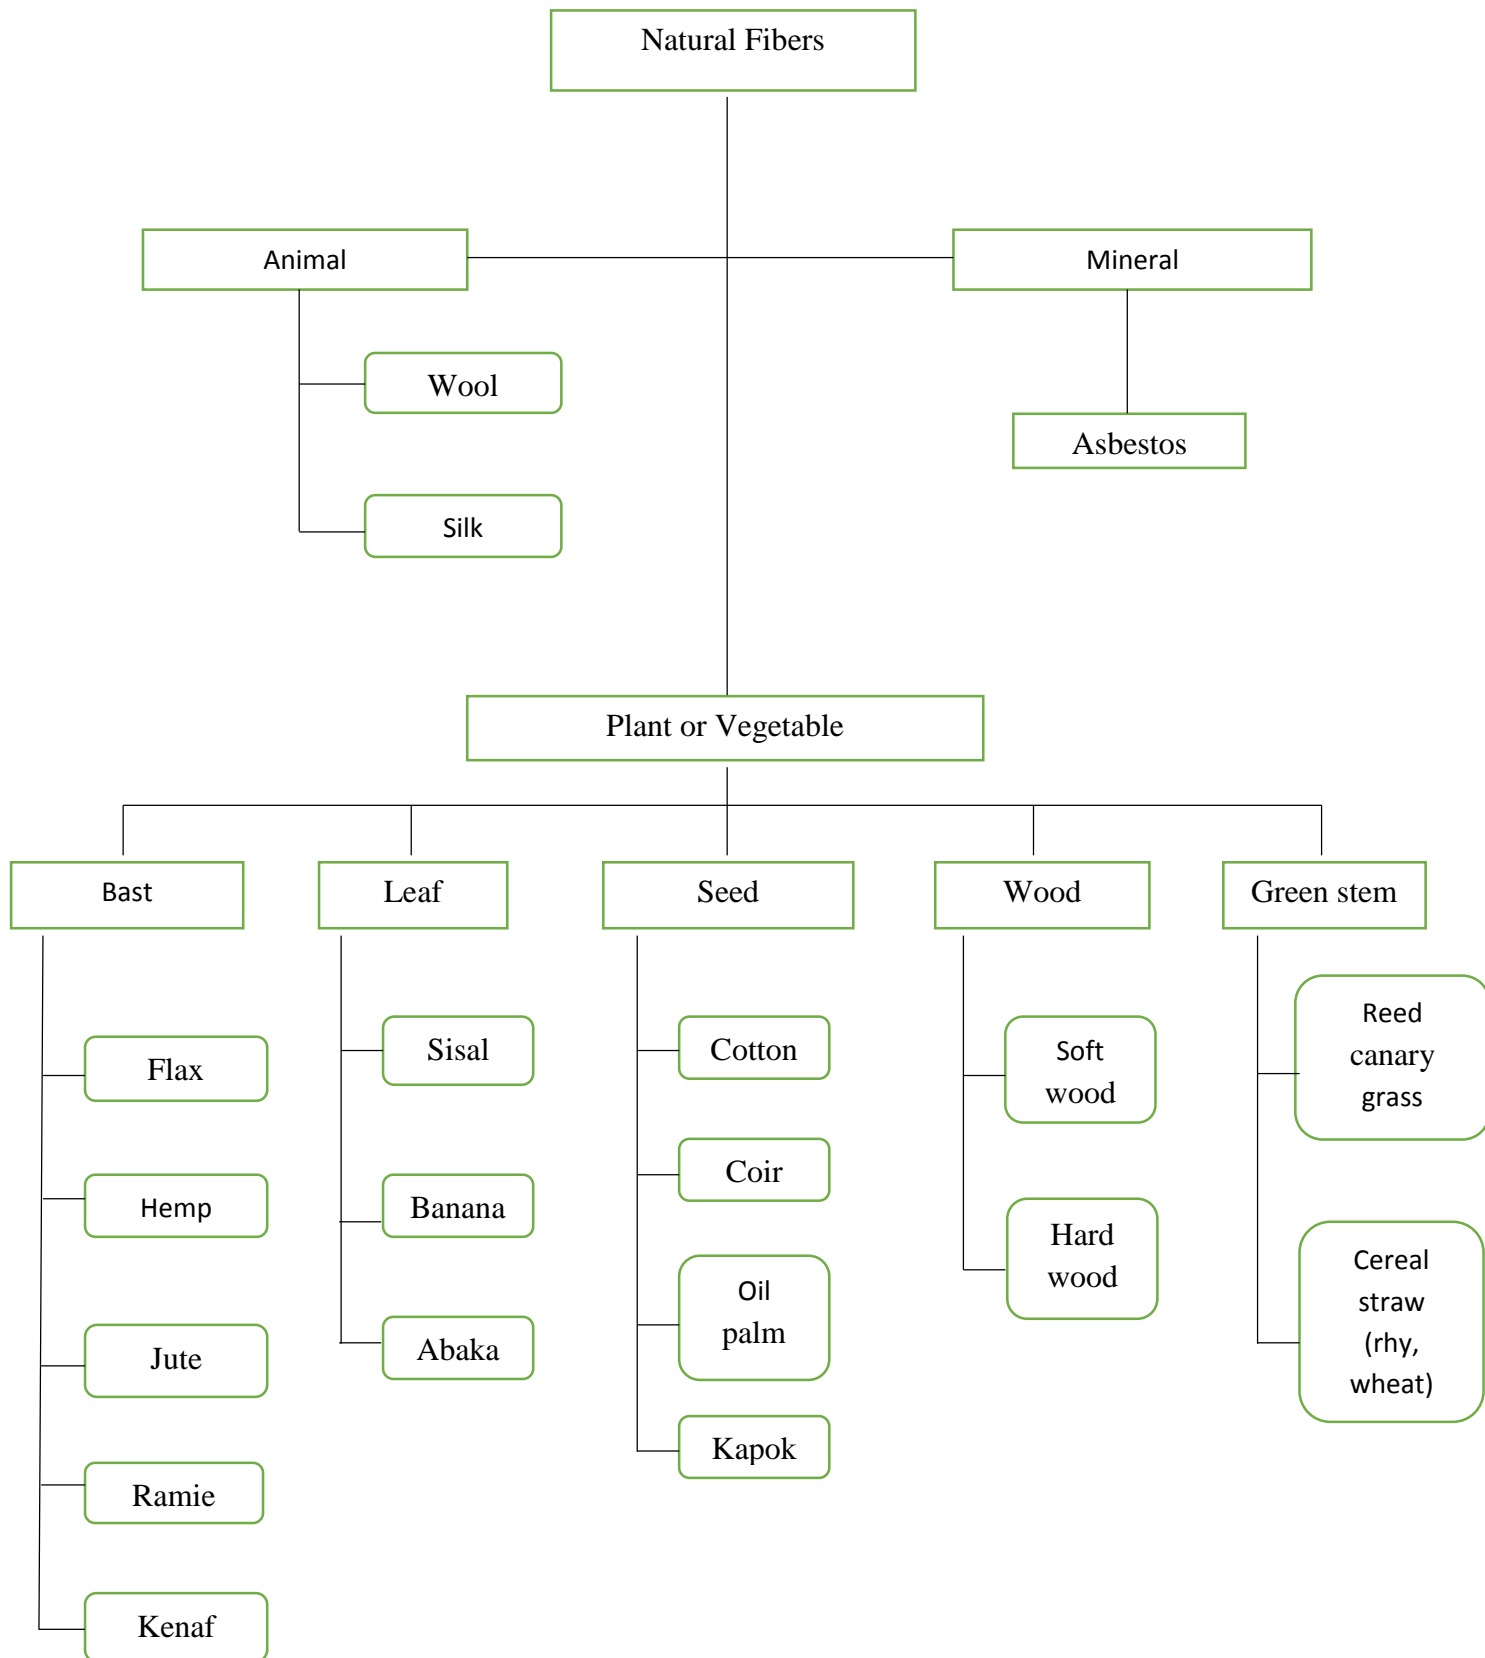 Natural Fibers
Animal
Mineral
Wool
Asbestos
Silk
Plant or Vegetable
Bast
Leaf
Seed
Wood
Green stem
Flax
Hemp
Jute
Ramie
Kenaf
Sisal
Banana
Abaka
Cotton
Coir
Oil
palm
Kapok
Soft
wood
Hard
wood
Reed
canary
grass
Cereal
straw
(rhy,
wheat)